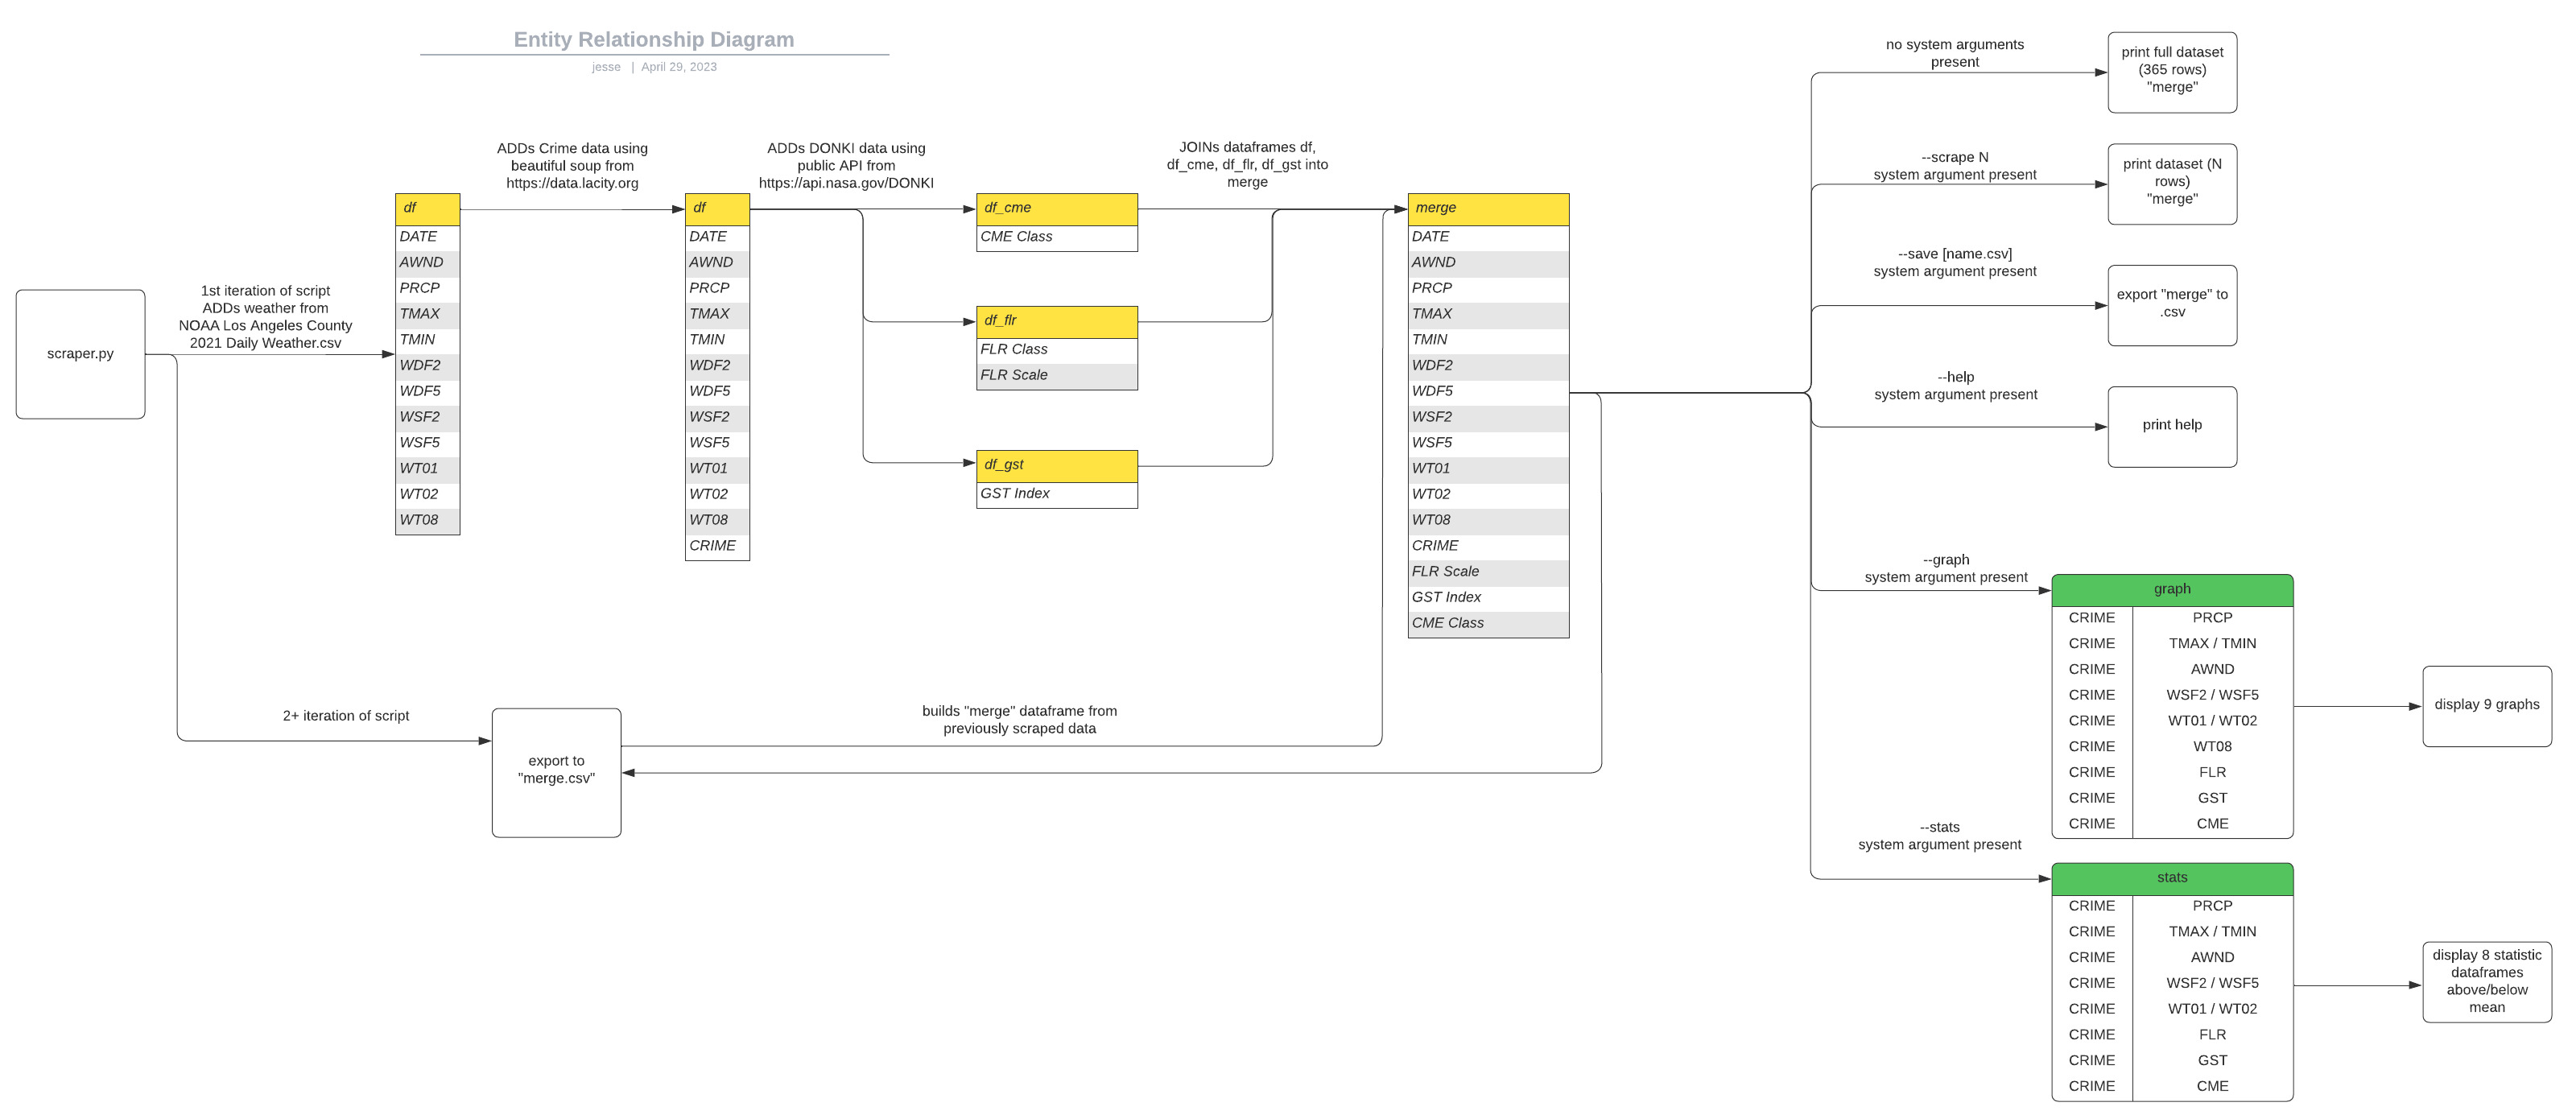 Entity Relationship Diagram
jesse | April 29, 2023
scraper.py
1st iteration of script
ADDs weather from
NOAA Los Angeles County
2021 Daily Weather.csv
df
DATE
AWND
PRCP
TMAX
TMIN
WDF2
WDF5
WSF2
WSF5
WT01
WT02
WT08
ADDs Crime data using
beautiful soup from
https://data.lacity.org
df
DATE
AWND
PRCP
TMAX
TMIN
WDF2
WDF5
WSF2
WSF5
WT01
WT02
WT08
CRIME
ADDs DONKI data using
public API from
https://api.nasa.gov/DONKI
df_cme
CME Class
df_flr
FLR Class
FLR Scale
df_gst
GST Index
JOINs dataframes df,
df_cme, df_flr, df_gst into
merge
merge
DATE
AWND
PRCP
TMAX
TMIN
WDF2
WDF5
WSF2
WSF5
WT01
WT02
WT08
CRIME
FLR Scale
GST Index
CME Class
2+ iteration of script
export to
"merge.csv"
builds "merge" dataframe from
previously scraped data
no system arguments
present
print full dataset
(365 rows)
"merge"
--scrape N
system argument present
print dataset (N
rows)
"merge"
--save [name.csv]
system argument present
export "merge" to
.csv
--help
system argument present
print help
--graph
system argument present
graph
CRIME PRCP
CRIME TMAX / TMIN
CRIME AWND
CRIME WSF2 / WSF5
CRIME WT01 / WT02
CRIME WT08
CRIME FLR
CRIME GST
CRIME CME
display 9 graphs
--stats
system argument present
stats
CRIME PRCP
CRIME TMAX / TMIN
CRIME AWND
CRIME WSF2 / WSF5
CRIME WT01 / WT02
CRIME FLR
CRIME GST
CRIME CME
display 8 statistic
dataframes
above/below
mean